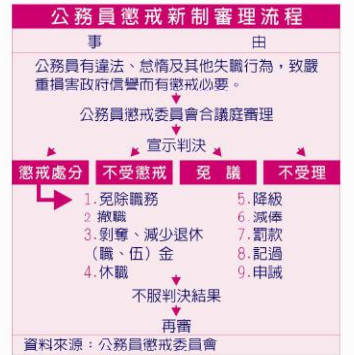 公務員懲戒新制審理流程
事由
公務員有違法、怠惰及其他失職行為，致嚴
重損害政府信譽而有懲戒必要。
公務員懲戒委員會合議庭審理
宣示判決
懲戒處分 不受懲戒 免議 不受理
1.免除職務
2 撤職
3.剝奪、減少退休
（職、伍）金
4.休職
5.降級
6.減俸
7.罰款
8.記過
9.申誡
不服判決結果
再審
資料來源：公務員懲戒委員會